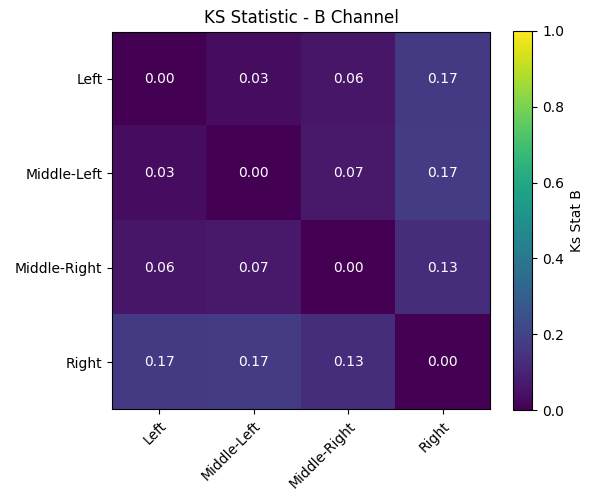 KS Statistic - B Channel
Left
0.00 0.03 0.06 0.17
Middle-Left
0.03 0.00 0.07 0.17
Middle-Right
0.06 0.07 0.00 0.13
Right
0.17 0.17 0.13 0.00
Left Middle-Left Middle-Right Right
1.0
0.8
0.6
0.4
0.2
0.0
Ks Stat B